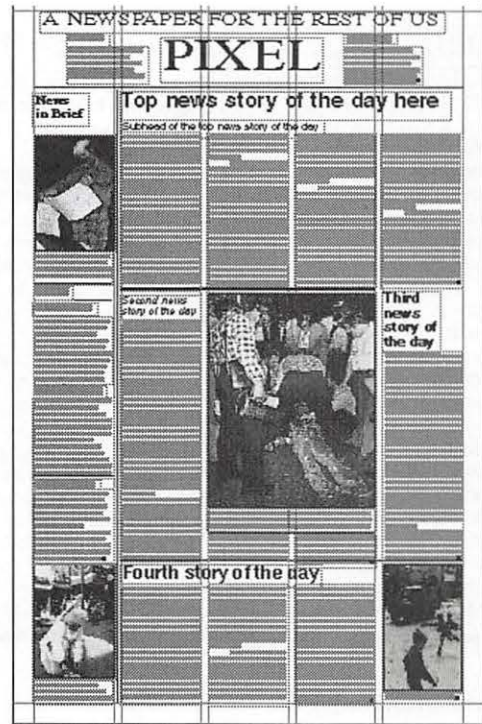 A NEWSPAPER FOR THE REST OF US
PIXEL
News
in Brief
Top news story of the day here
Subhead of the top news story of the day
Second news
story of the day
Third
news
story of
the day
Fourth story of the day